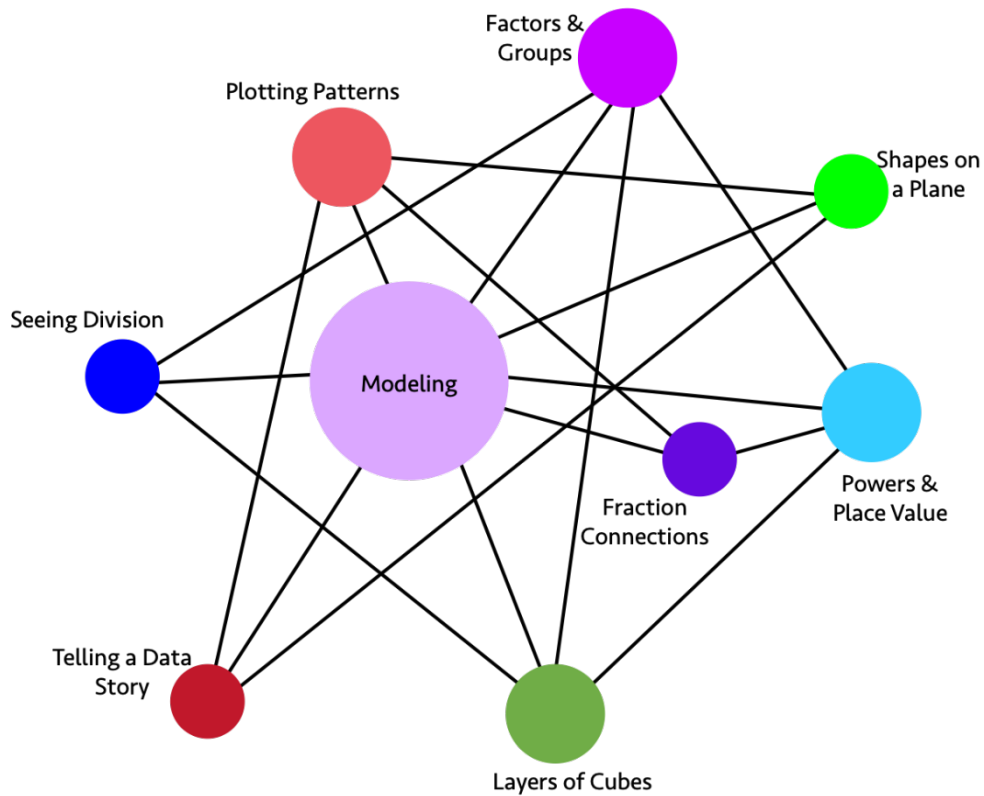 Factors &
Groups
Plotting Patterns
Shapes on
a Plane
Seeing Division
Modeling
Powers &
Place Value
Fraction
Connections
Telling a Data
Story
Layers of Cubes